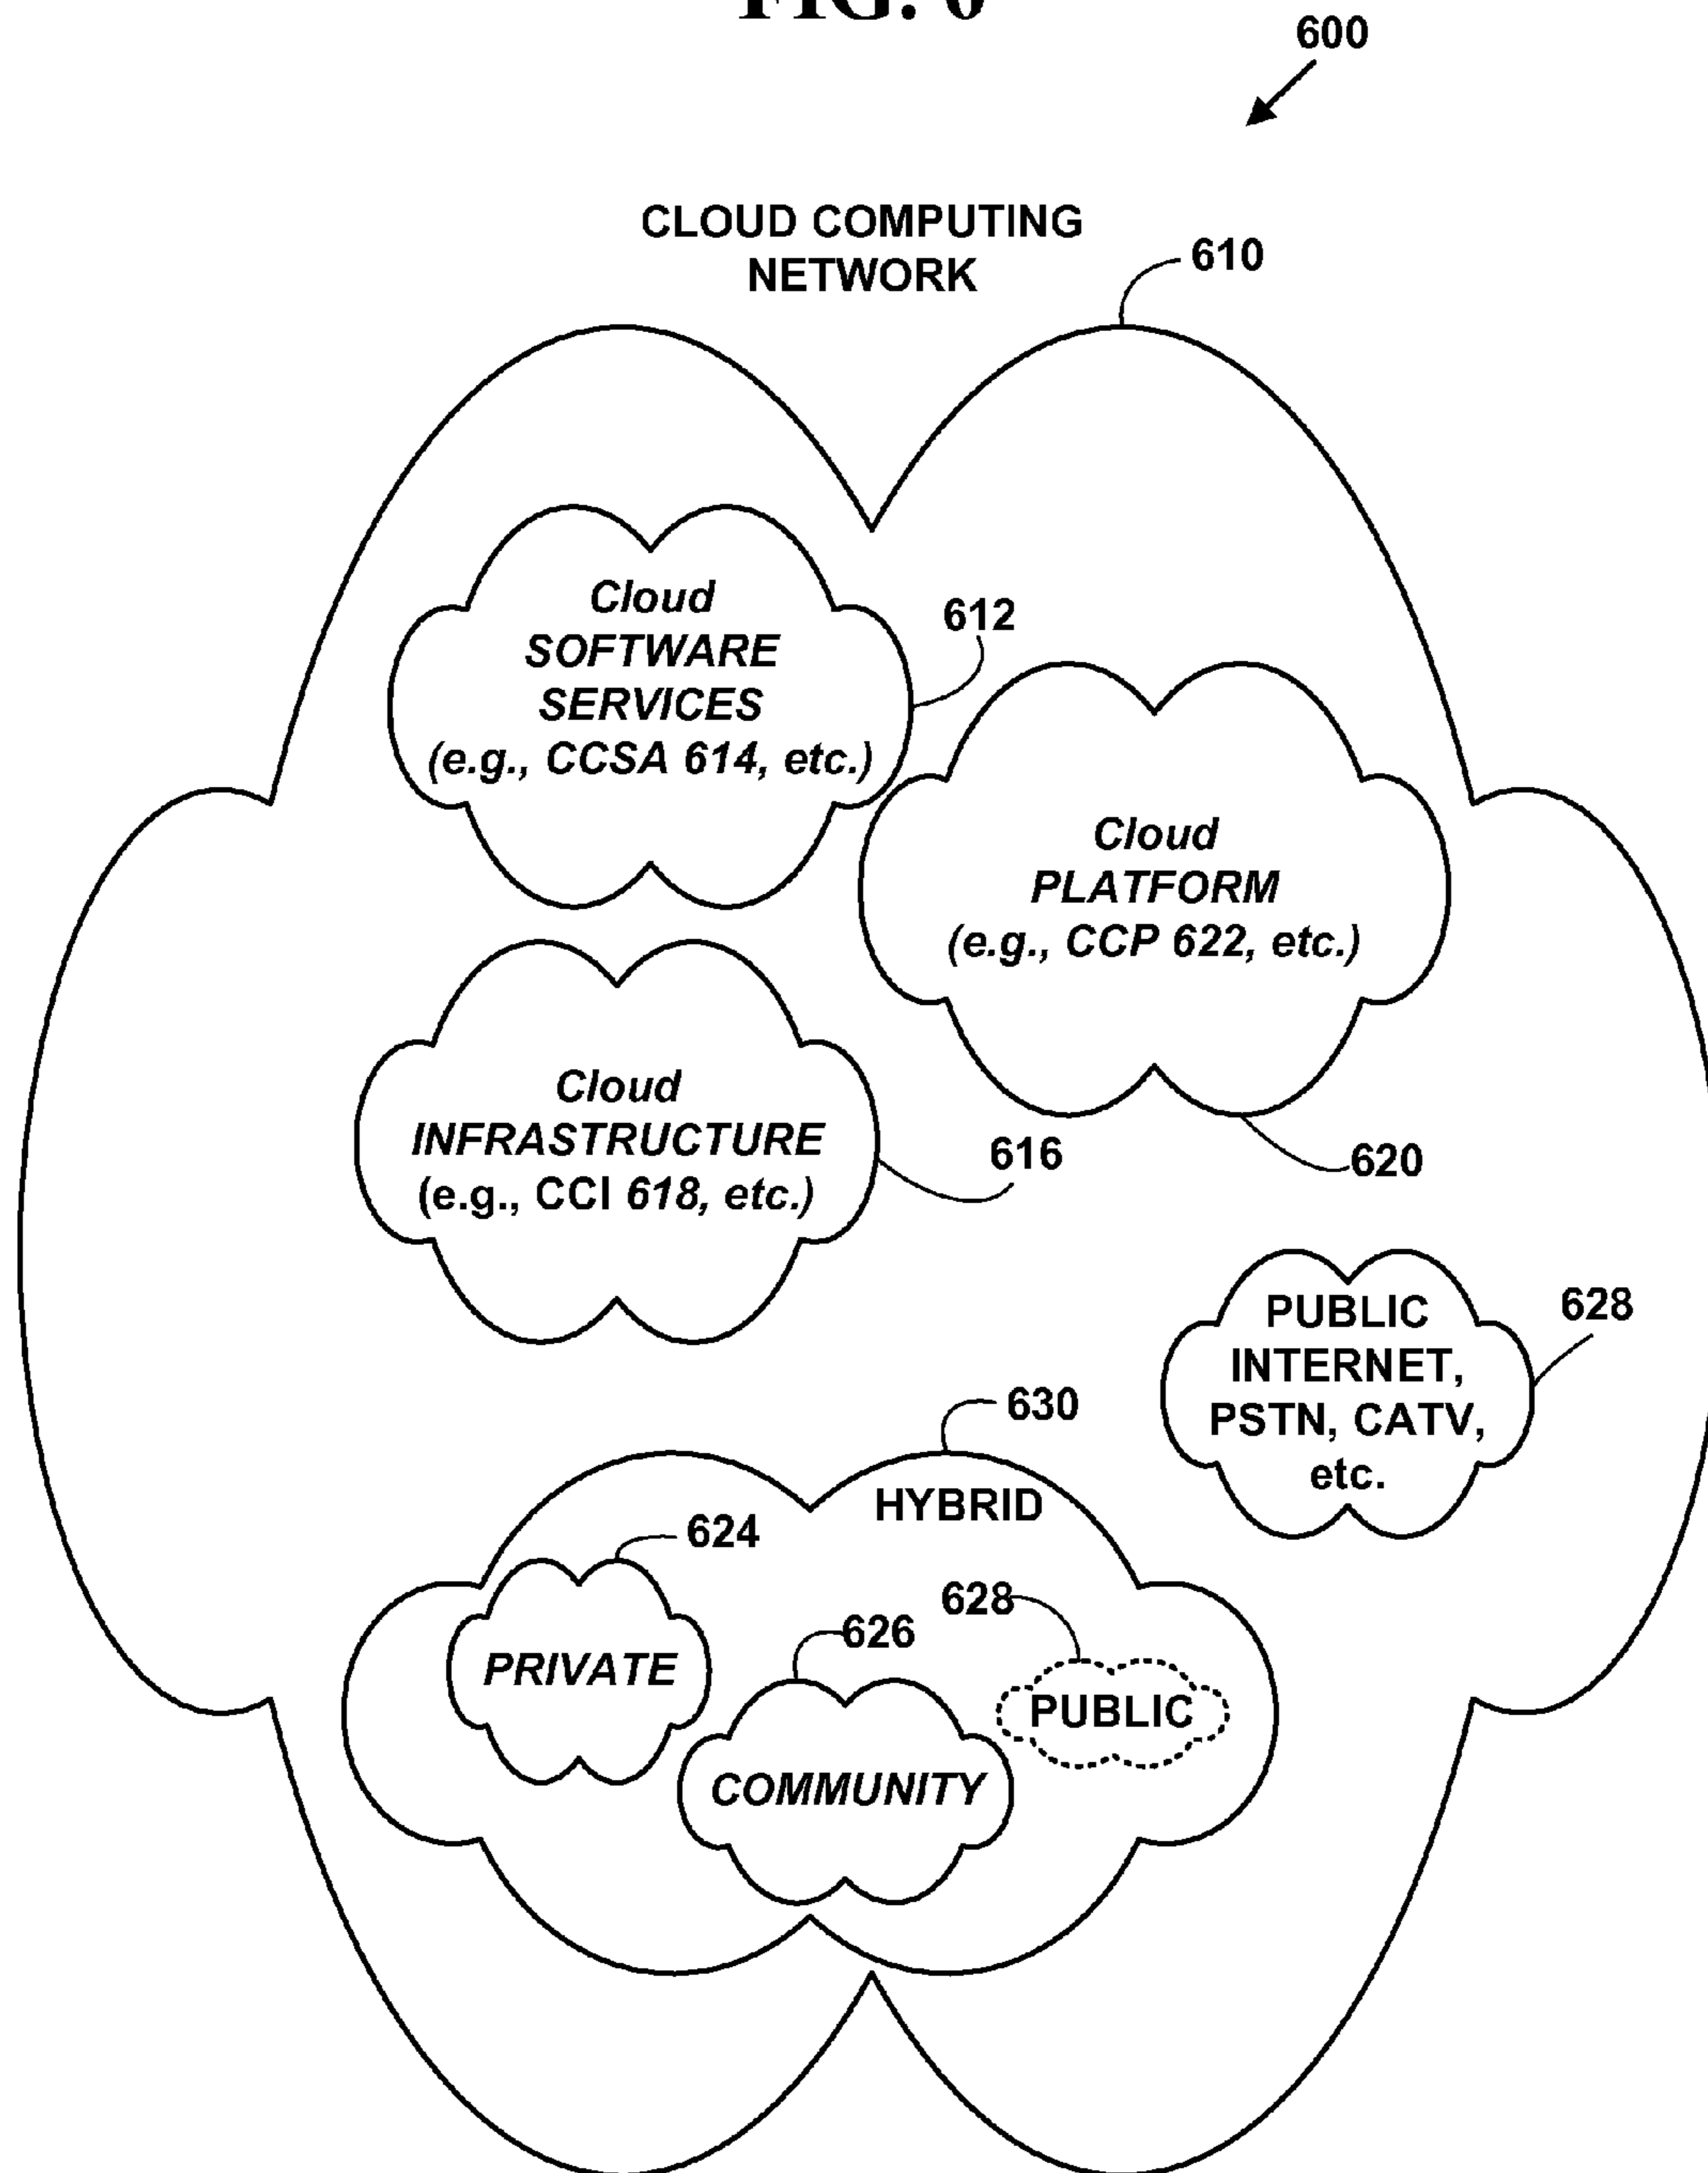 FIG. 6
600
CLOUD COMPUTING
NETWORK
610
Cloud
SOFTWARE
SERVICES
(e.g., CCSA 614, etc.)
612
Cloud
PLATFORM
(e.g., CCP 622, etc.)
620
Cloud
INFRASTRUCTURE
(e.g., CCI 618, etc.)
616
PUBLIC
INTERNET,
PSTN, CATV,
etc.
628
630
HYBRID
624
PRIVATE
626
COMMUNITY
628
PUBLIC